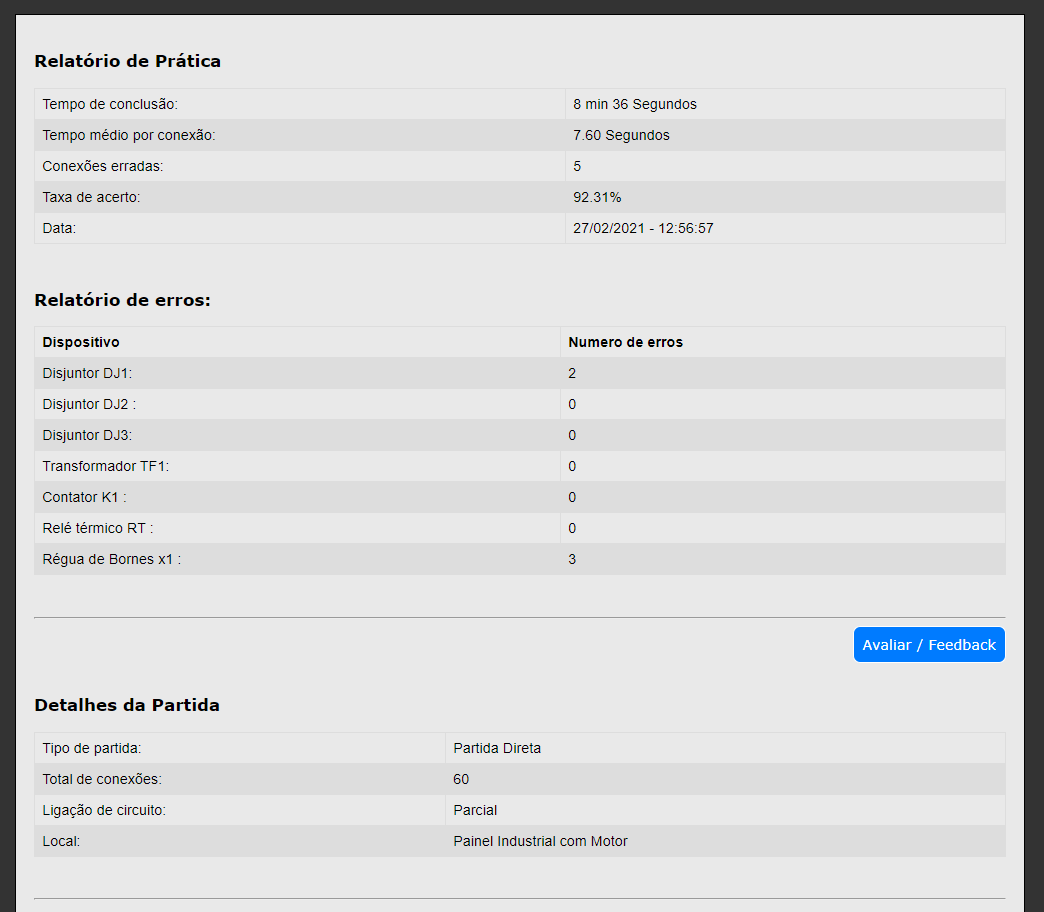 Relatório de Prática
Tempo de conclusão: 8 min 36 Segundos
Tempo médio por conexão: 7.60 Segundos
Conexões erradas: 5
Taxa de acerto: 92.31%
Data: 27/02/2021 - 12:56:57
Relatório de erros:
Dispositivo Numero de erros
Disjuntor DJ1: 2
Disjuntor DJ2 : 0
Disjuntor DJ3: 0
Transformador TF1: 0
Contator K1 : 0
Relé térmico RT : 0
Régua de Bornes x1 : 3
Avaliar / Feedback
Detalhes da Partida
Tipo de partida: Partida Direta
Total de conexões: 60
Ligação de circuito: Parcial
Local: Painel Industrial com Motor